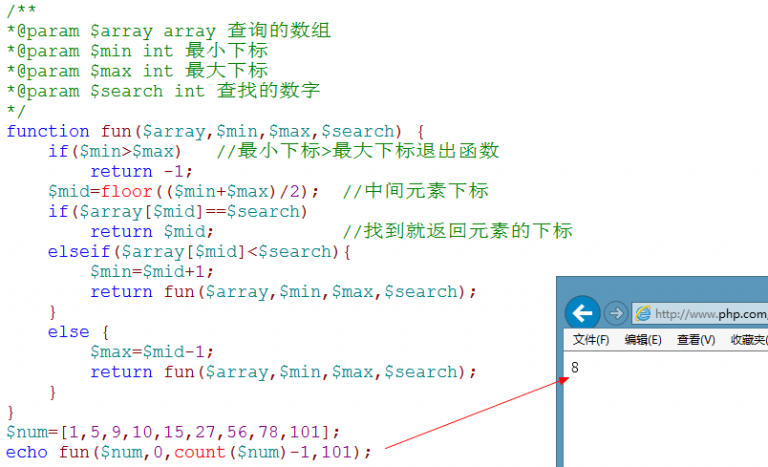 /**
*@param $array array 查询的数组
*@param $min int 最小下标
*@param $max int 最大下标
*@param $search int 查找的数字
*/
function fun($array,$min,$max,$search) {
    if($min>$max)   //最小下标>最大下标退出函数
        return -1;
    $mid=floor(($min+$max)/2);  //中间元素下标
    if($array[$mid]==$search)
        return $mid;            //找到就返回元素的下标
    elseif($array[$mid]<$search){
        $min=$mid+1;
        return fun($array,$min,$max,$search);
    }
    else {
        $max=$mid-1;
        return fun($array,$min,$max,$search);
    }
}
$num=[1,5,9,10,15,27,56,78,101];
echo fun($num,0,count($num)-1,101);
http://www.php.com
文件(F) 编辑(E) 查看(V) 收藏夹(
8